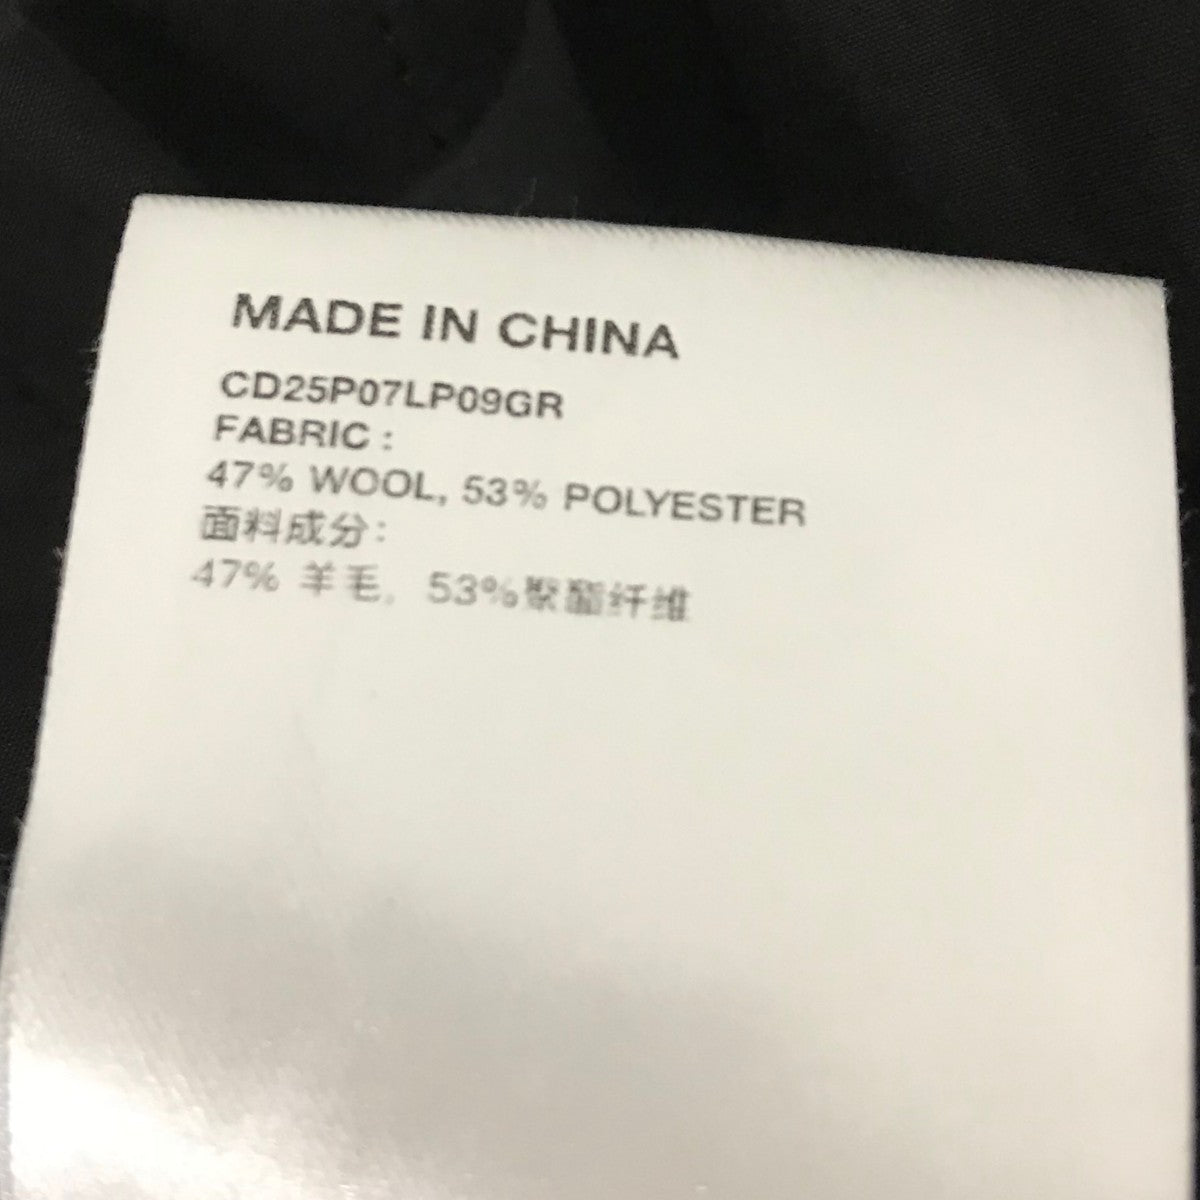 MADE IN CHINA
CD25P07LP09GR
FABRIC :
47% WOOL, 53% POLYESTER
面料成分：
47% 羊毛，53%聚酯纤维